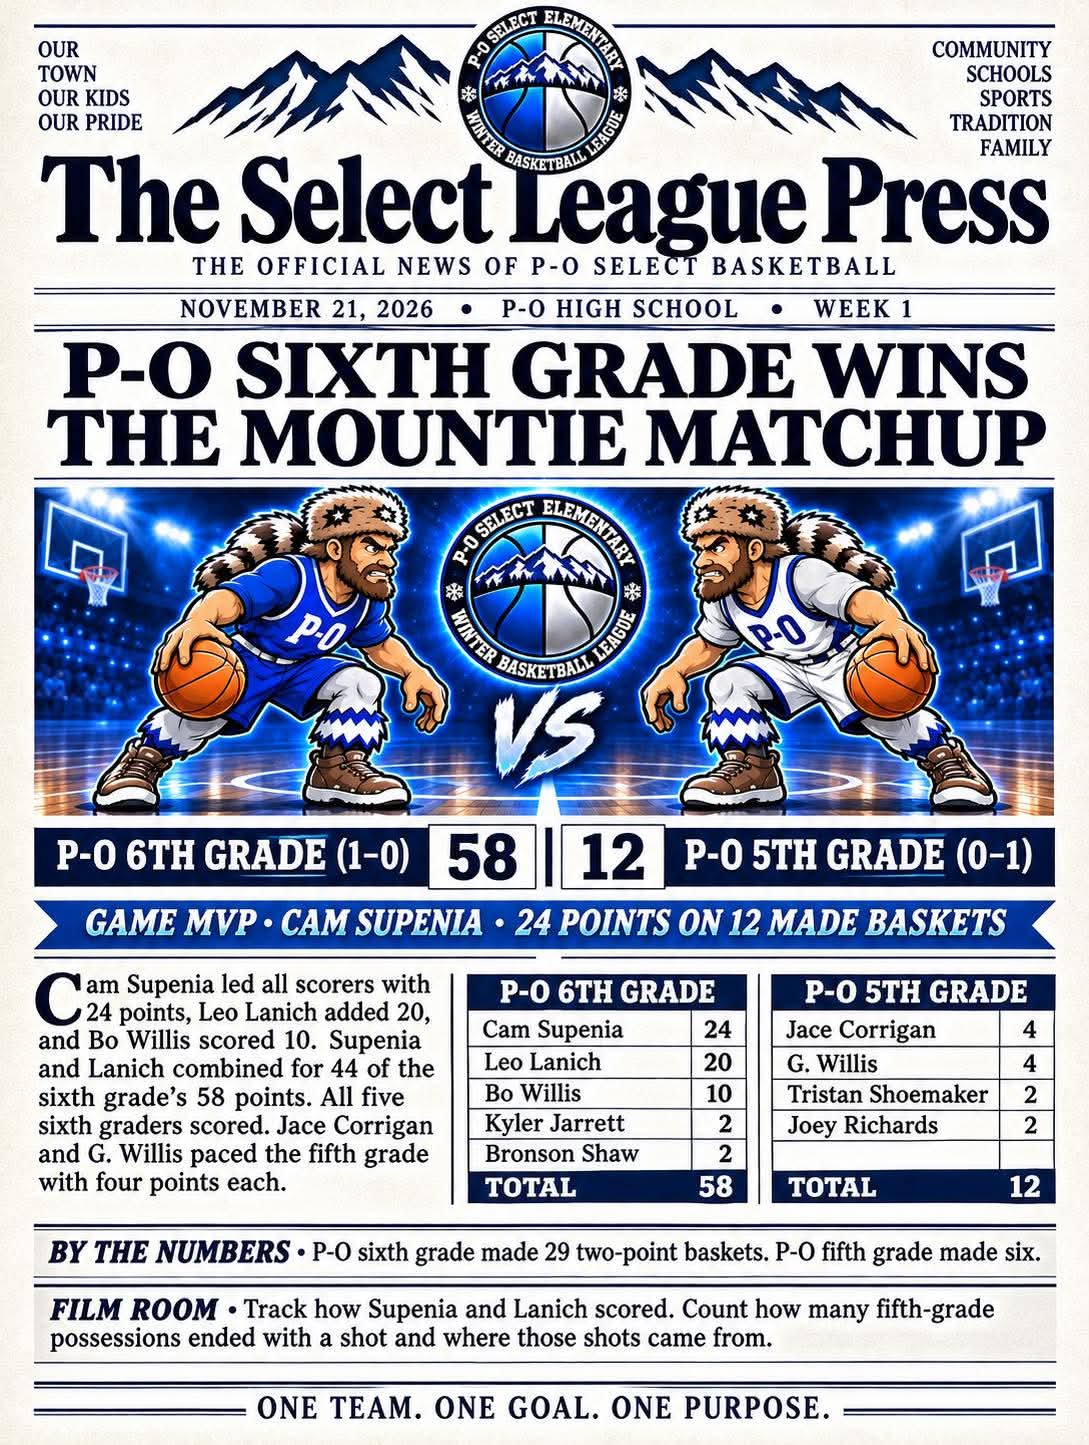 OUR
TOWN
OUR KIDS
OUR PRIDE
P-O SELECT ELEMENTARY
WINTER BASKETBALL LEAGUE
COMMUNITY
SCHOOLS
SPORTS
TRADITION
FAMILY
The Select League Press
THE OFFICIAL NEWS OF P-O SELECT BASKETBALL
NOVEMBER 21, 2026 • P-O HIGH SCHOOL • WEEK 1
P-O SIXTH GRADE WINS
THE MOUNTIE MATCHUP
P-O
P-O SELECT ELEMENTARY
WINTER BASKETBALL LEAGUE
VS
P-O
P-O 6TH GRADE (1–0) 58 12 P-O 5TH GRADE (0–1)
GAME MVP • CAM SUPENIA • 24 POINTS ON 12 MADE BASKETS
Cam Supenia led all scorers with
24 points, Leo Lanich added 20,
and Bo Willis scored 10. Supenia
and Lanich combined for 44 of the
sixth grade’s 58 points. All five
sixth graders scored. Jace Corrigan
and G. Willis paced the fifth grade
with four points each.
P-O 6TH GRADE
Cam Supenia 24
Leo Lanich 20
Bo Willis 10
Kyler Jarrett 2
Bronson Shaw 2
TOTAL 58
P-O 5TH GRADE
Jace Corrigan 4
G. Willis 4
Tristan Shoemaker 2
Joey Richards 2
TOTAL 12
BY THE NUMBERS • P-O sixth grade made 29 two-point baskets. P-O fifth grade made six.
FILM ROOM • Track how Supenia and Lanich scored. Count how many fifth-grade
possessions ended with a shot and where those shots came from.
ONE TEAM. ONE GOAL. ONE PURPOSE.